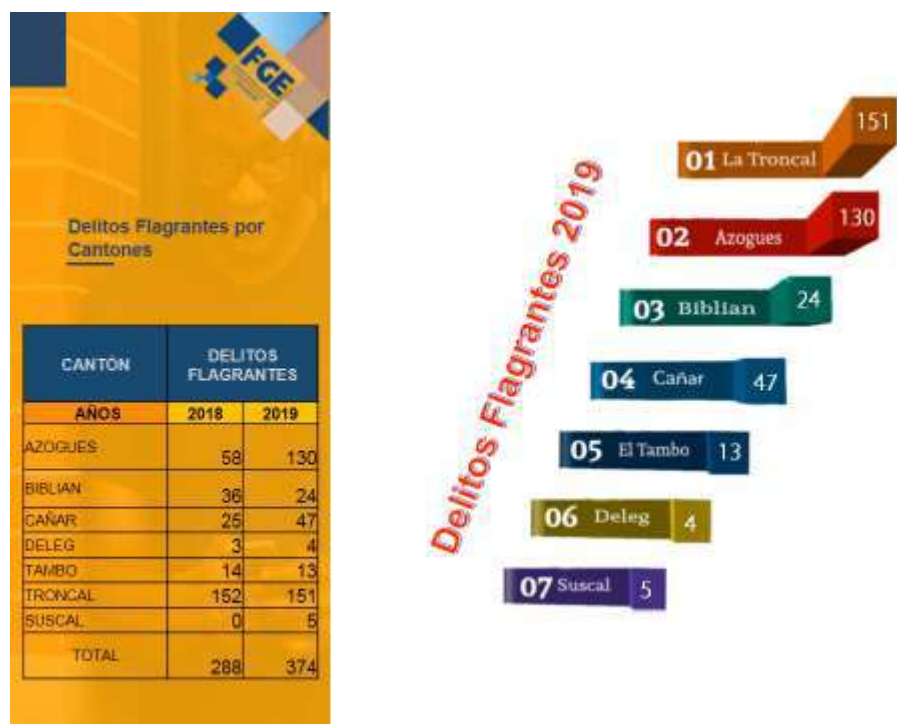 FGE
Delitos Flagrantes por
Cantones
CANTÓN DELITOS
FLAGRANTES
AÑOS 2018 2019
AZOGUES 58 130
BIBLIAN 36 24
CAÑAR 25 47
DELEG 3 4
TAMBO 14 13
TRONCAL 152 151
SUSCAL 0 5
TOTAL 288 374
Delitos Flagrantes 2019
01 La Troncal 151
02 Azogues 130
03 Biblian 24
04 Cañar 47
05 El Tambo 13
06 Deleg 4
07 Suscal 5